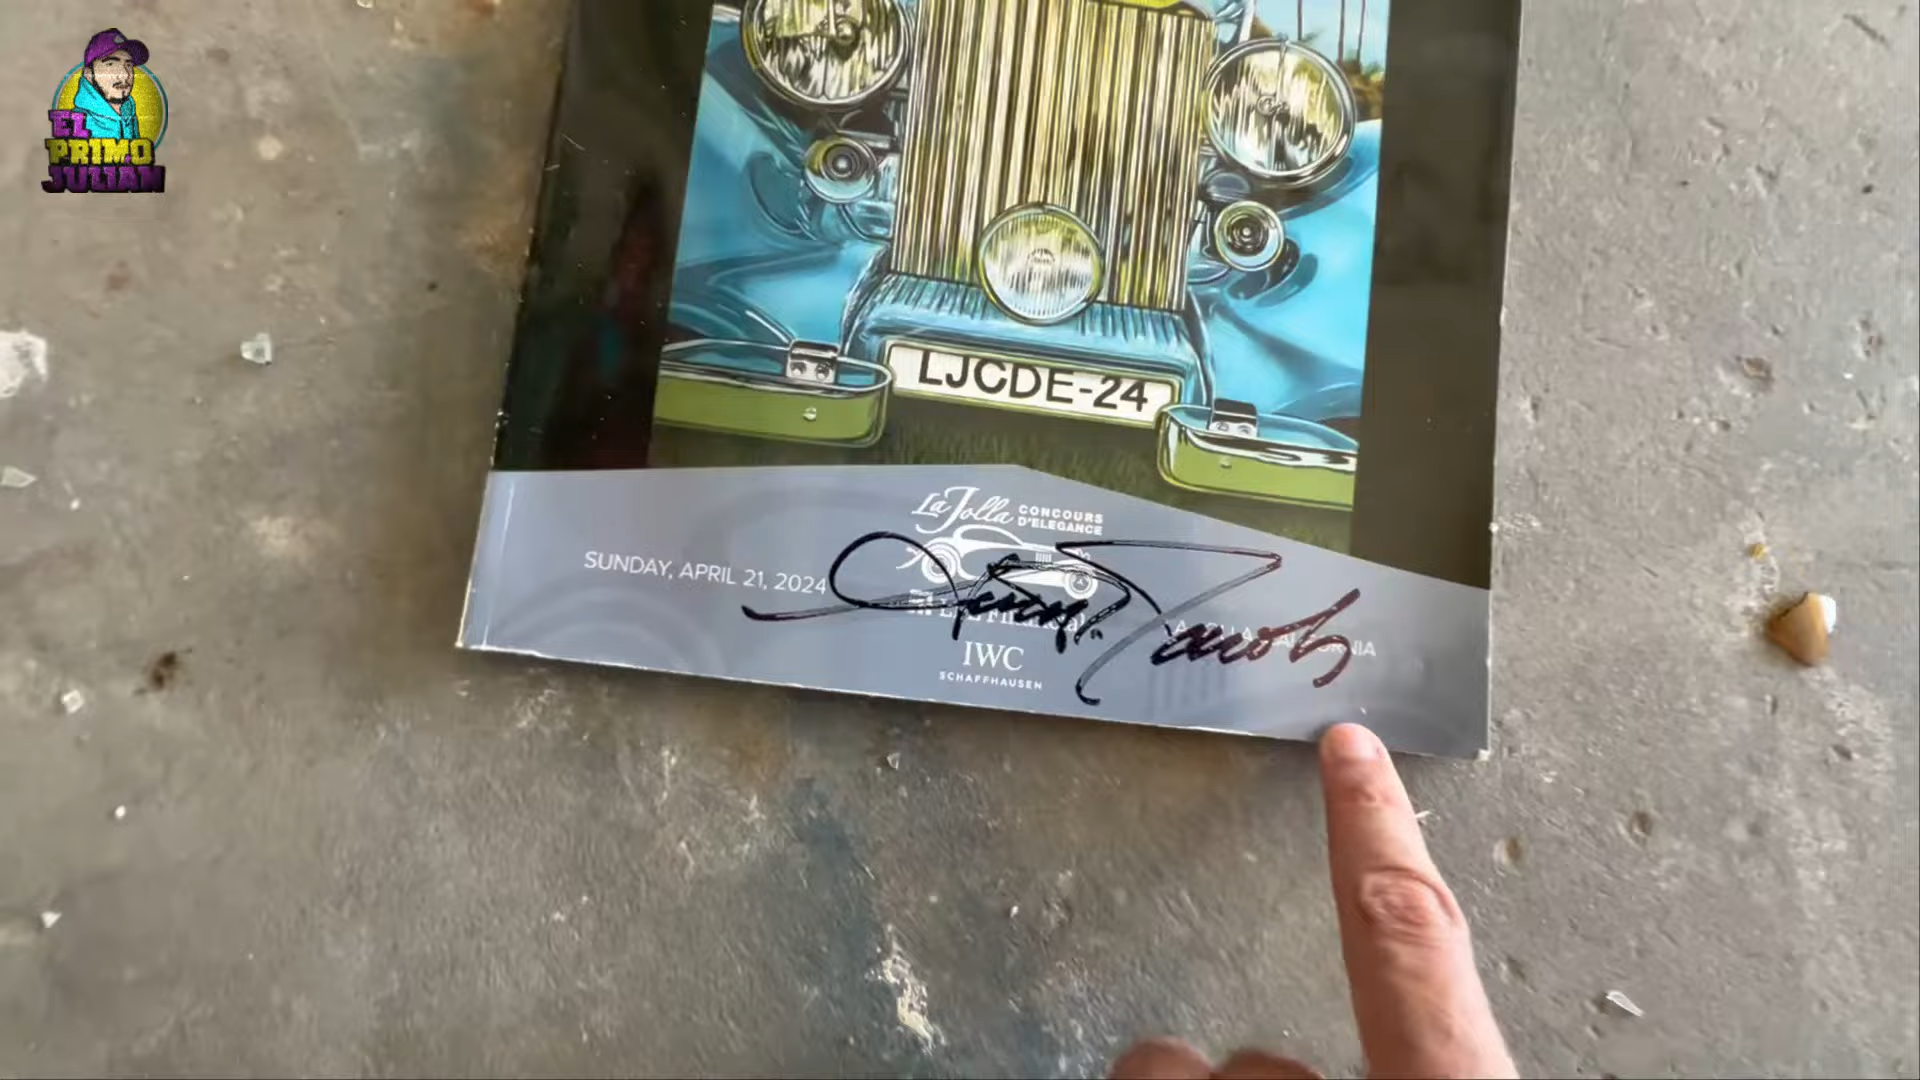 EL
PRIMO
JULIAN
LJCDE-24
La Jolla CONCOURS
D'ELEGANCE
SUNDAY, APRIL 21, 2024
IWC
SCHAFFHAUSEN